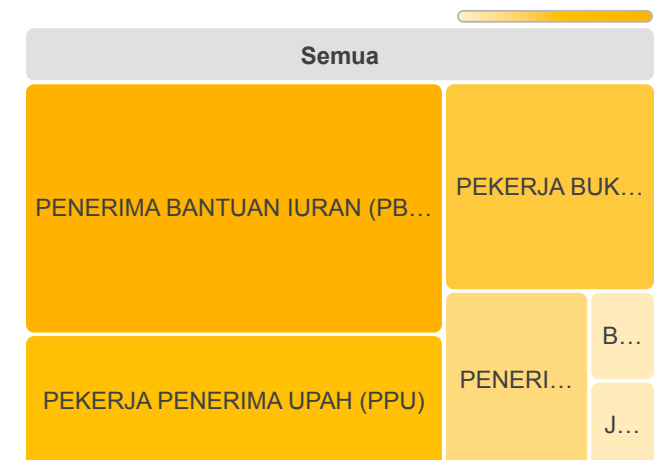 Semua
PENERIMA BANTUAN IURAN (PB…
PEKERJA BUK…
PEKERJA PENERIMA UPAH (PPU)
PENERI…
B…
J…